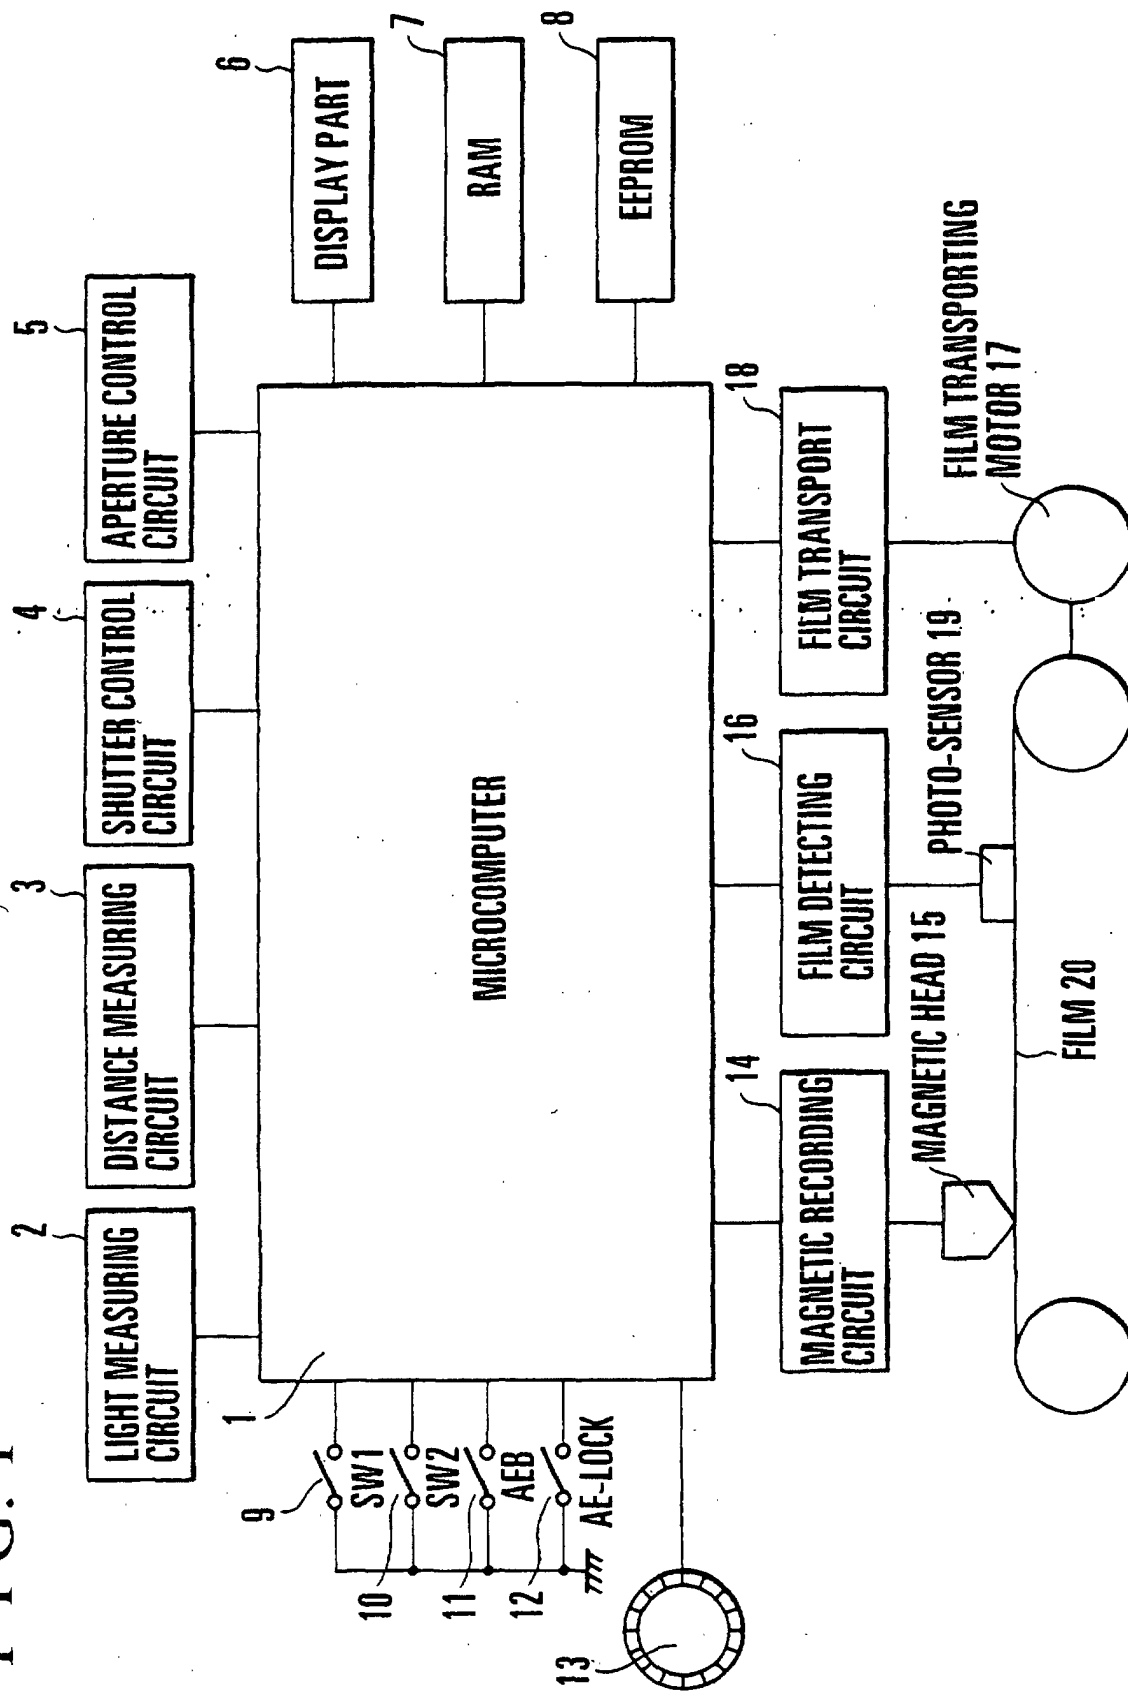 FIG. 1
2
LIGHT MEASURING
CIRCUIT
3
DISTANCE MEASURING
CIRCUIT
4
SHUTTER CONTROL
CIRCUIT
5
APERTURE CONTROL
CIRCUIT
1
MICROCOMPUTER
6
DISPLAY PART
7
RAM
8
EEPROM
9
SW1
10
SW2
11
AEB
12
AE-LOCK
13
14
MAGNETIC RECORDING
CIRCUIT
16
FILM DETECTING
CIRCUIT
18
FILM TRANSPORT
CIRCUIT
MAGNETIC HEAD 15
PHOTO-SENSOR 19
FILM TRANSPORTING
MOTOR 17
FILM 20